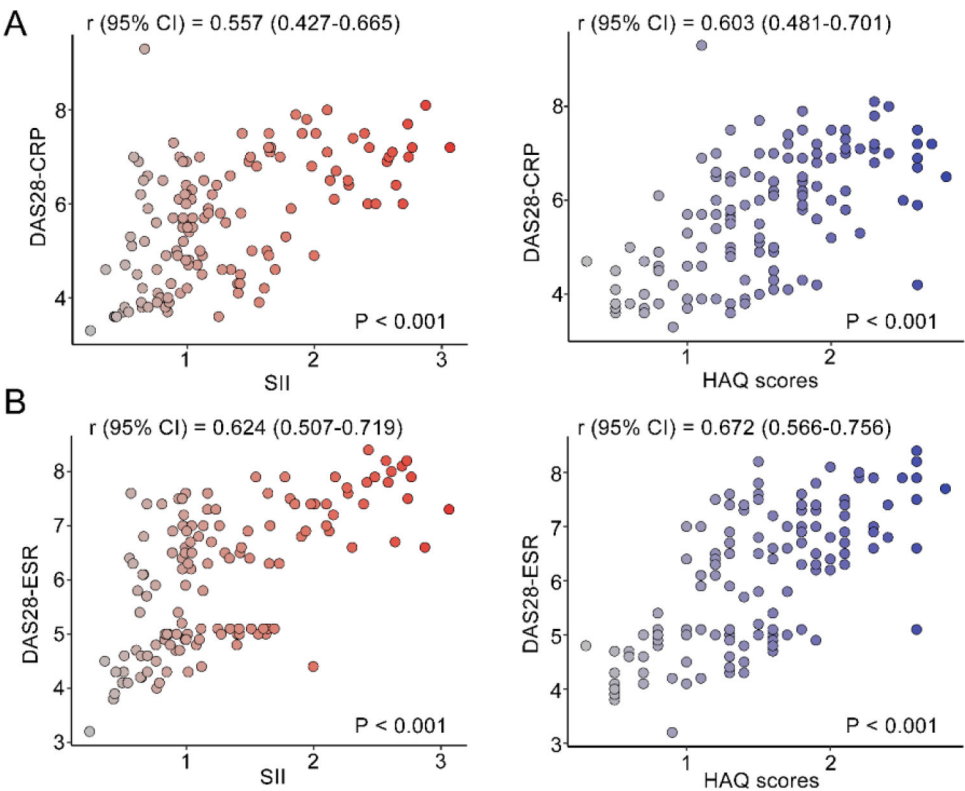 A
r (95% CI) = 0.557 (0.427-0.665)
DAS28-CRP
8
6
4
P < 0.001
1
2
3
SII
r (95% CI) = 0.603 (0.481-0.701)
DAS28-CRP
8
6
4
P < 0.001
1
2
HAQ scores
B
r (95% CI) = 0.624 (0.507-0.719)
DAS28-ESR
8
7
6
5
4
3
P < 0.001
1
2
3
SII
r (95% CI) = 0.672 (0.566-0.756)
DAS28-ESR
8
7
6
5
4
3
P < 0.001
1
2
HAQ scores